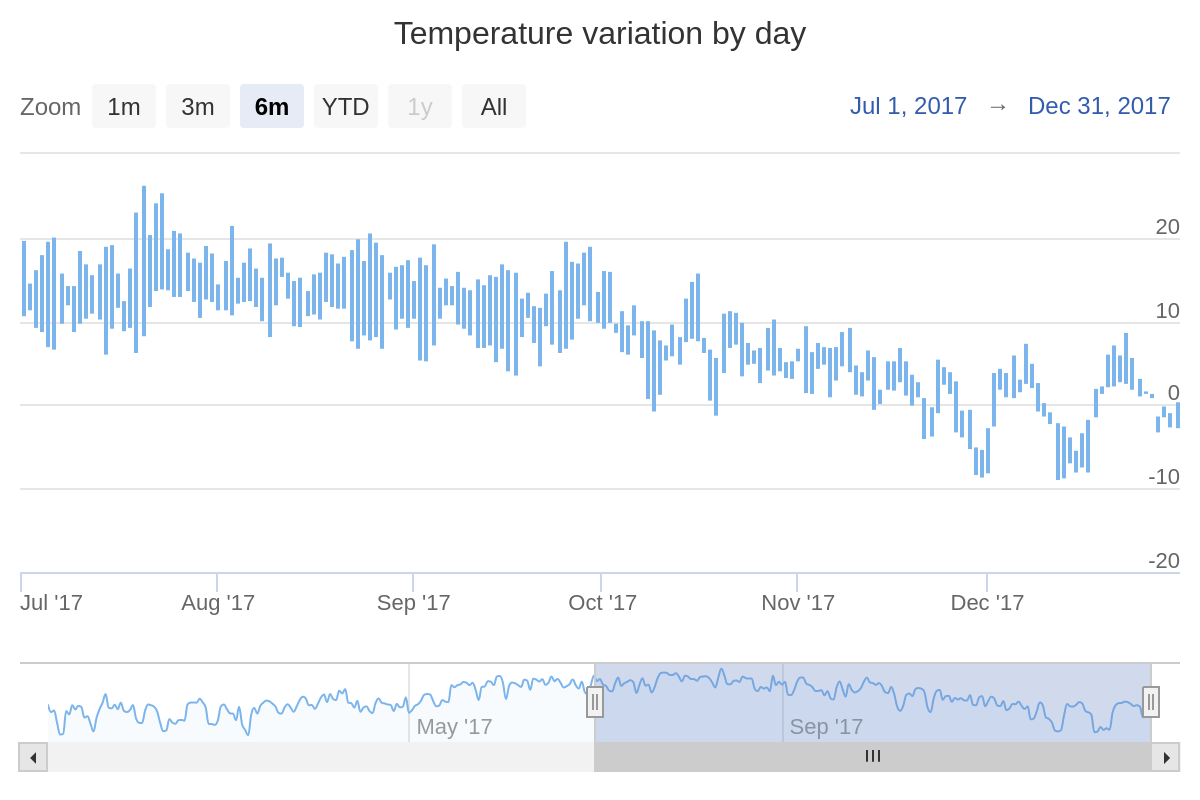 Temperature variation by day
Zoom 1m 3m 6m YTD 1y All Jul 1, 2017 → Dec 31, 2017
20
10
0
-10
-20
Jul '17 Aug '17 Sep '17 Oct '17 Nov '17 Dec '17
May '17 Sep '17